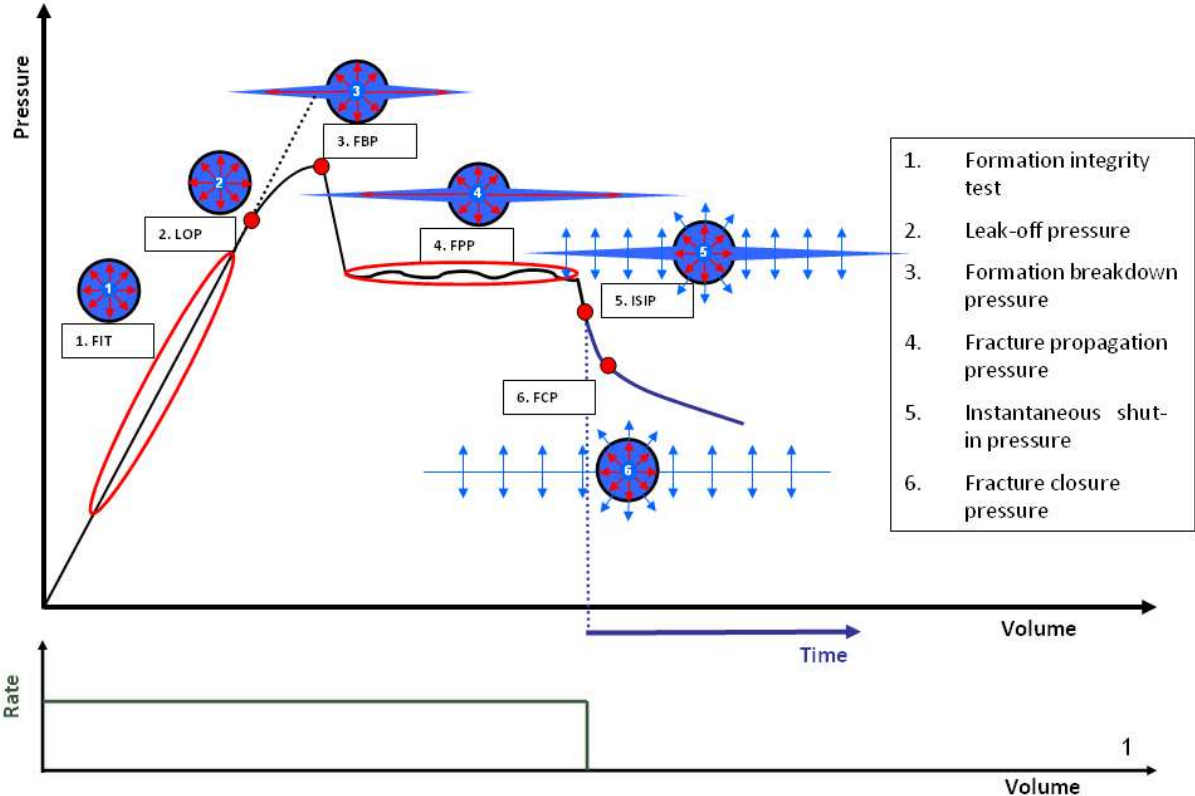 Pressure
3
3. FBP
2
2. LOP
4
4. FPP
1
1. FIT
5
5. ISIP
6. FCP
6
1. Formation integrity
test
2. Leak-off pressure
3. Formation breakdown
pressure
4. Fracture propagation
pressure
5. Instantaneous shut-
in pressure
6. Fracture closure
pressure
Volume
Time
Rate
1
Volume